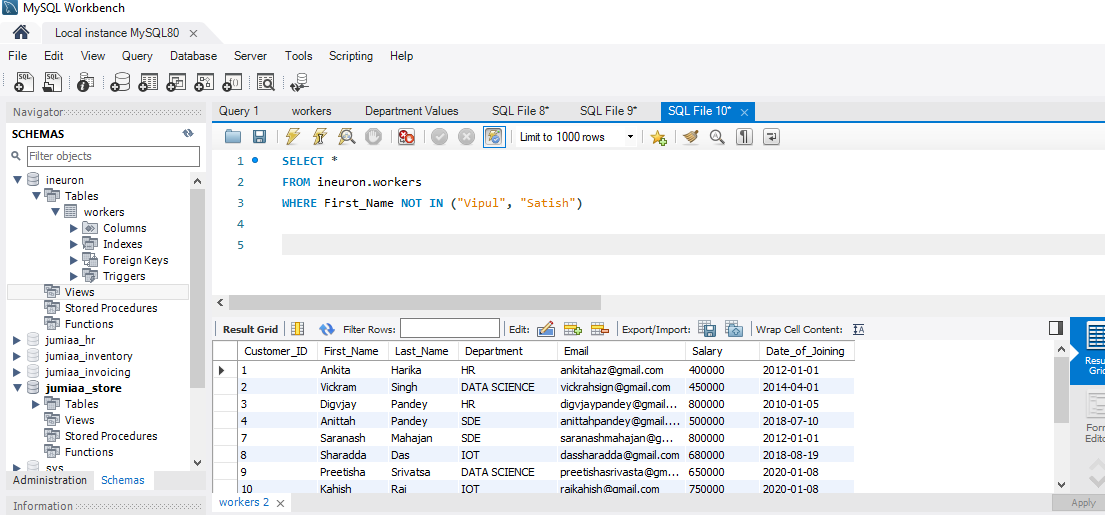 MySQL Workbench
Local instance MySQL80
File Edit View Query Database Server Tools Scripting Help
Navigator
SCHEMAS
Filter objects
ineuron
Tables
workers
Columns
Indexes
Foreign Keys
Triggers
Views
Stored Procedures
Functions
jumiaa_hr
jumiaa_inventory
jumiaa_invoicing
jumiaa_store
Tables
Views
Stored Procedures
Functions
sys
Administration Schemas
Information
Query 1 workers Department Values SQL File 8* SQL File 9* SQL File 10*
Limit to 1000 rows
1 SELECT *
2 FROM ineuron.workers
3 WHERE First_Name NOT IN ("Vipul", "Satish")
4
5
Result Grid Filter Rows: Edit: Export/Import: Wrap Cell Content:
Customer_ID First_Name Last_Name Department Email Salary Date_of_Joining
1 Ankita Harika HR ankitahaz@gmail.com 400000 2012-01-01
2 Vickram Singh DATA SCIENCE vickrahsign@gmail.com 450000 2014-04-01
3 Digvjay Pandey HR digvjaypandey@gmail... 800000 2010-01-05
4 Anittah Pandey SDE anittahpandey@gmail.... 500000 2018-07-10
7 Saranash Mahajan SDE saranashmahajan@g... 800000 2012-01-01
8 Sharadda Das IOT dassharadda@gmail.com 680000 2018-08-19
9 Preetisha Srivatsa DATA SCIENCE preetishasrivasta@gm... 650000 2020-01-08
10 Kahish Rai IOT raikahish@gmail.com 750000 2020-01-08
workers 2
Apply